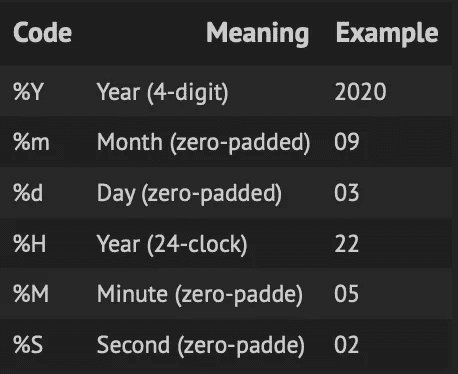 Code Meaning Example
%Y Year (4-digit) 2020
%m Month (zero-padded) 09
%d Day (zero-padded) 03
%H Year (24-clock) 22
%M Minute (zero-padde) 05
%S Second (zero-padde) 02